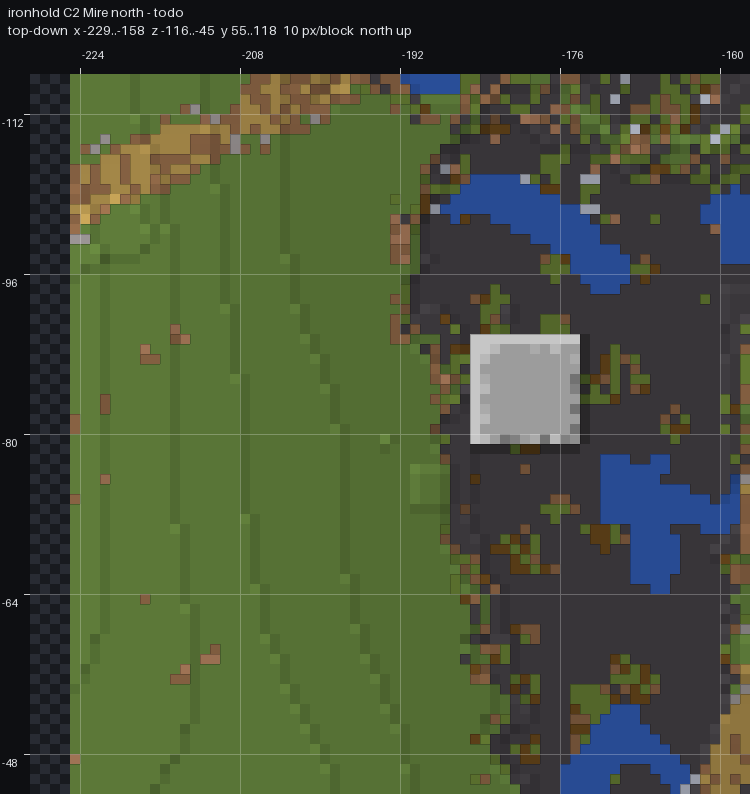 ironhold C2 Mire north - todo
top-down  x -229..-158  z -116..-45  y 55..118  10 px/block  north up
-224 -208 -192 -176 -160
-112
-96
-80
-64
-48